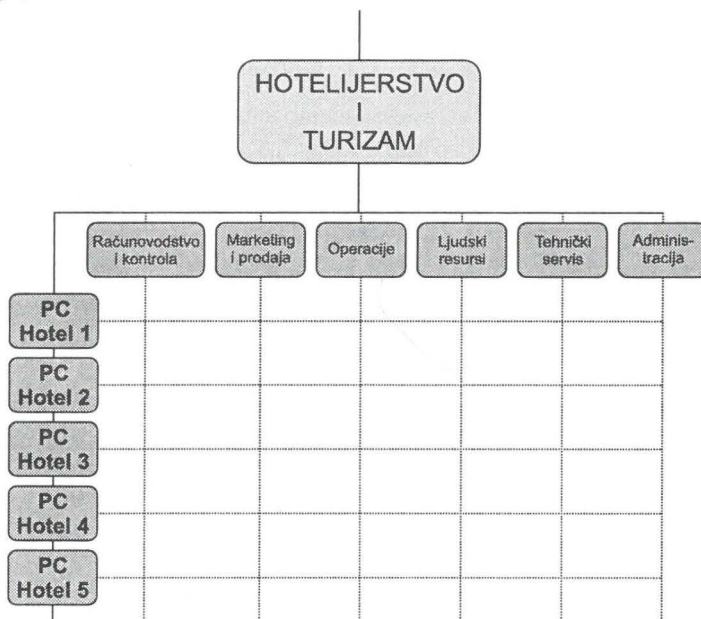 HOTELIJERSTVO
I
TURIZAM
Računovodstvo
i kontrola
Marketing
i prodaja
Operacije
Ljudski
resursi
Tehnički
servis
Adminis-
tracija
PC
Hotel 1
PC
Hotel 2
PC
Hotel 3
PC
Hotel 4
PC
Hotel 5